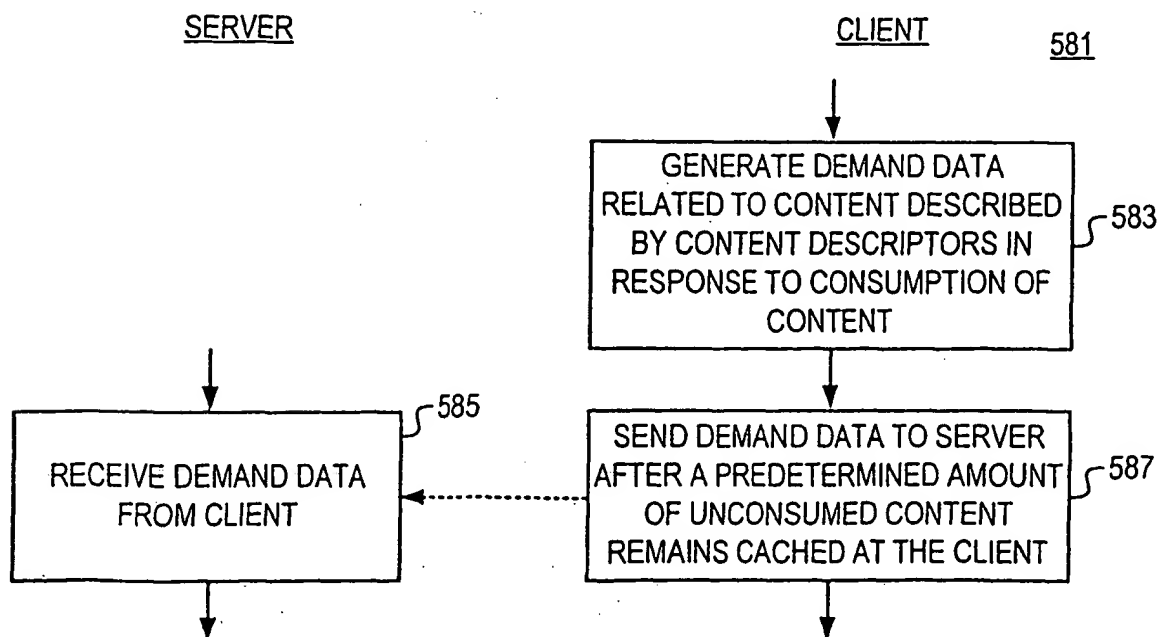 SERVER
CLIENT
581
GENERATE DEMAND DATA
RELATED TO CONTENT DESCRIBED
BY CONTENT DESCRIPTORS IN
RESPONSE TO CONSUMPTION OF
CONTENT
583
585
RECEIVE DEMAND DATA
FROM CLIENT
SEND DEMAND DATA TO SERVER
AFTER A PREDETERMINED AMOUNT
OF UNCONSUMED CONTENT
REMAINS CACHED AT THE CLIENT
587